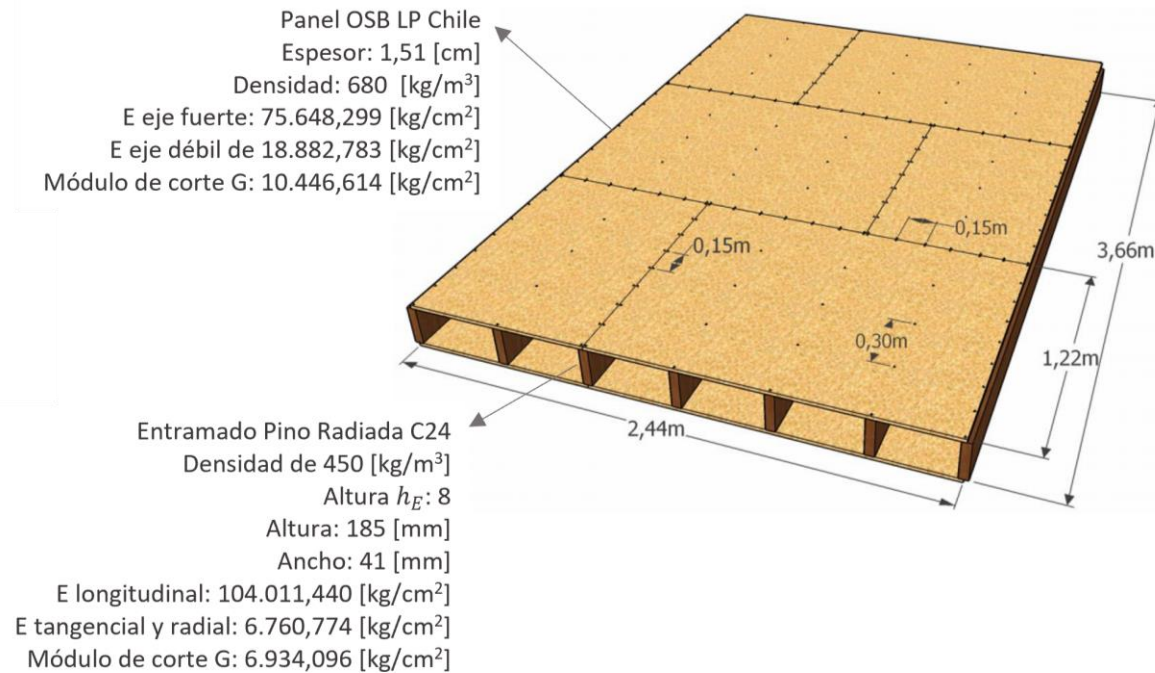 Panel OSB LP Chile
Espesor: 1,51 [cm]
Densidad: 680 [kg/m³]
E eje fuerte: 75.648,299 [kg/cm²]
E eje débil de 18.882,783 [kg/cm²]
Módulo de corte G: 10.446,614 [kg/cm²]
0,15m
0,15m
3,66m
0,30m
1,22m
2,44m
Entramado Pino Radiada C24
Densidad de 450 [kg/m³]
Altura h_E: 8
Altura: 185 [mm]
Ancho: 41 [mm]
E longitudinal: 104.011,440 [kg/cm²]
E tangencial y radial: 6.760,774 [kg/cm²]
Módulo de corte G: 6.934,096 [kg/cm²]